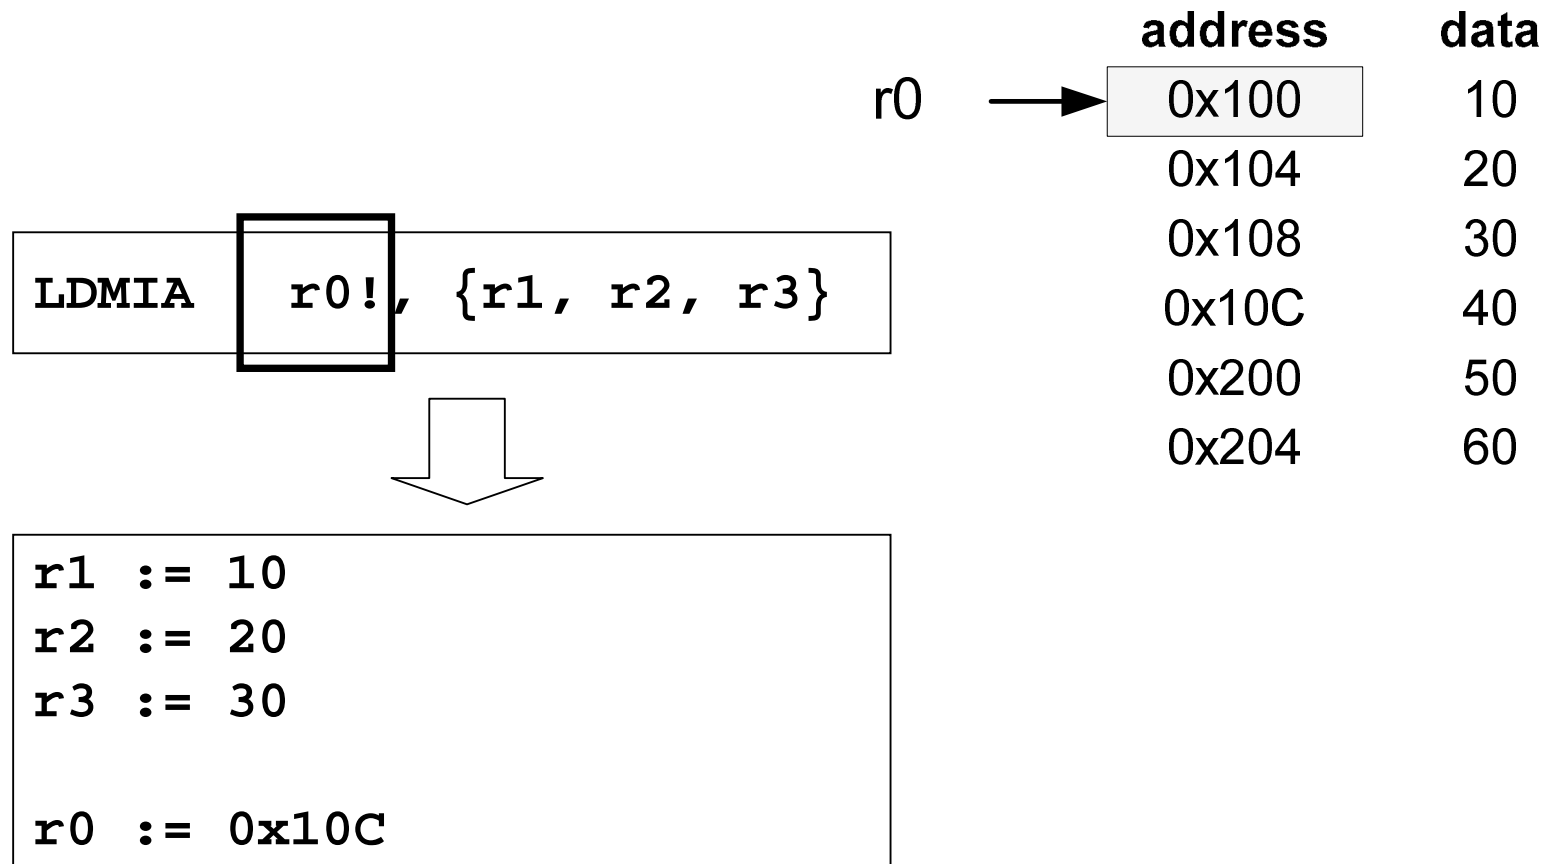 address data
r0 0x100 10
0x104 20
0x108 30
0x10C 40
0x200 50
0x204 60
LDMIA r0!, {r1, r2, r3}
r1 := 10
r2 := 20
r3 := 30
r0 := 0x10C